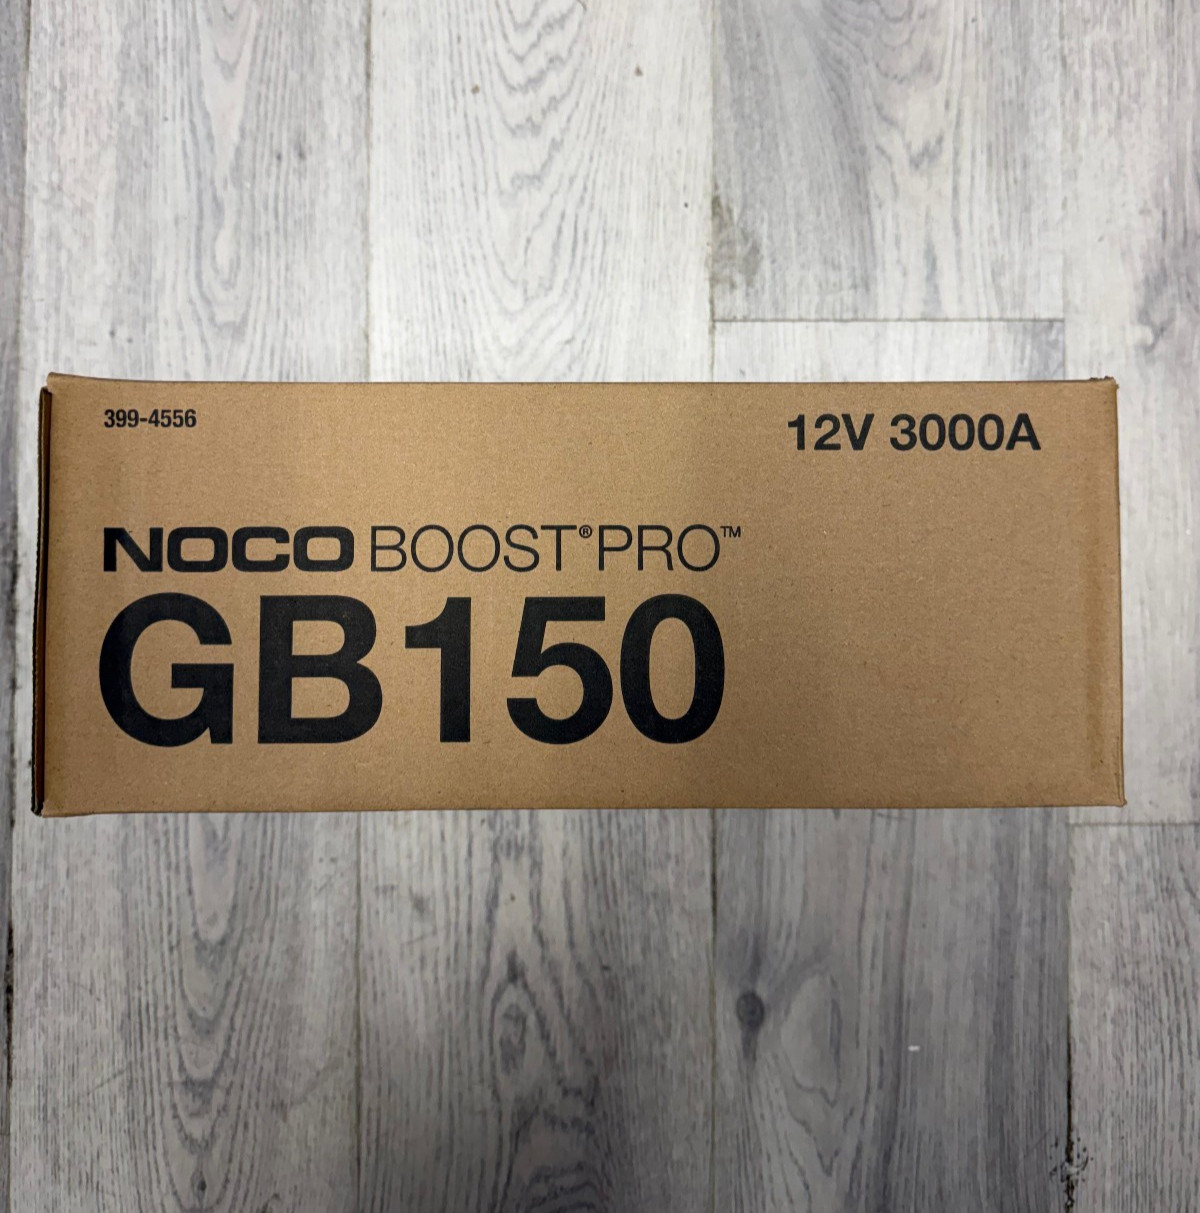 399-4556
12V 3000A
NOCO BOOST® PRO™
GB150